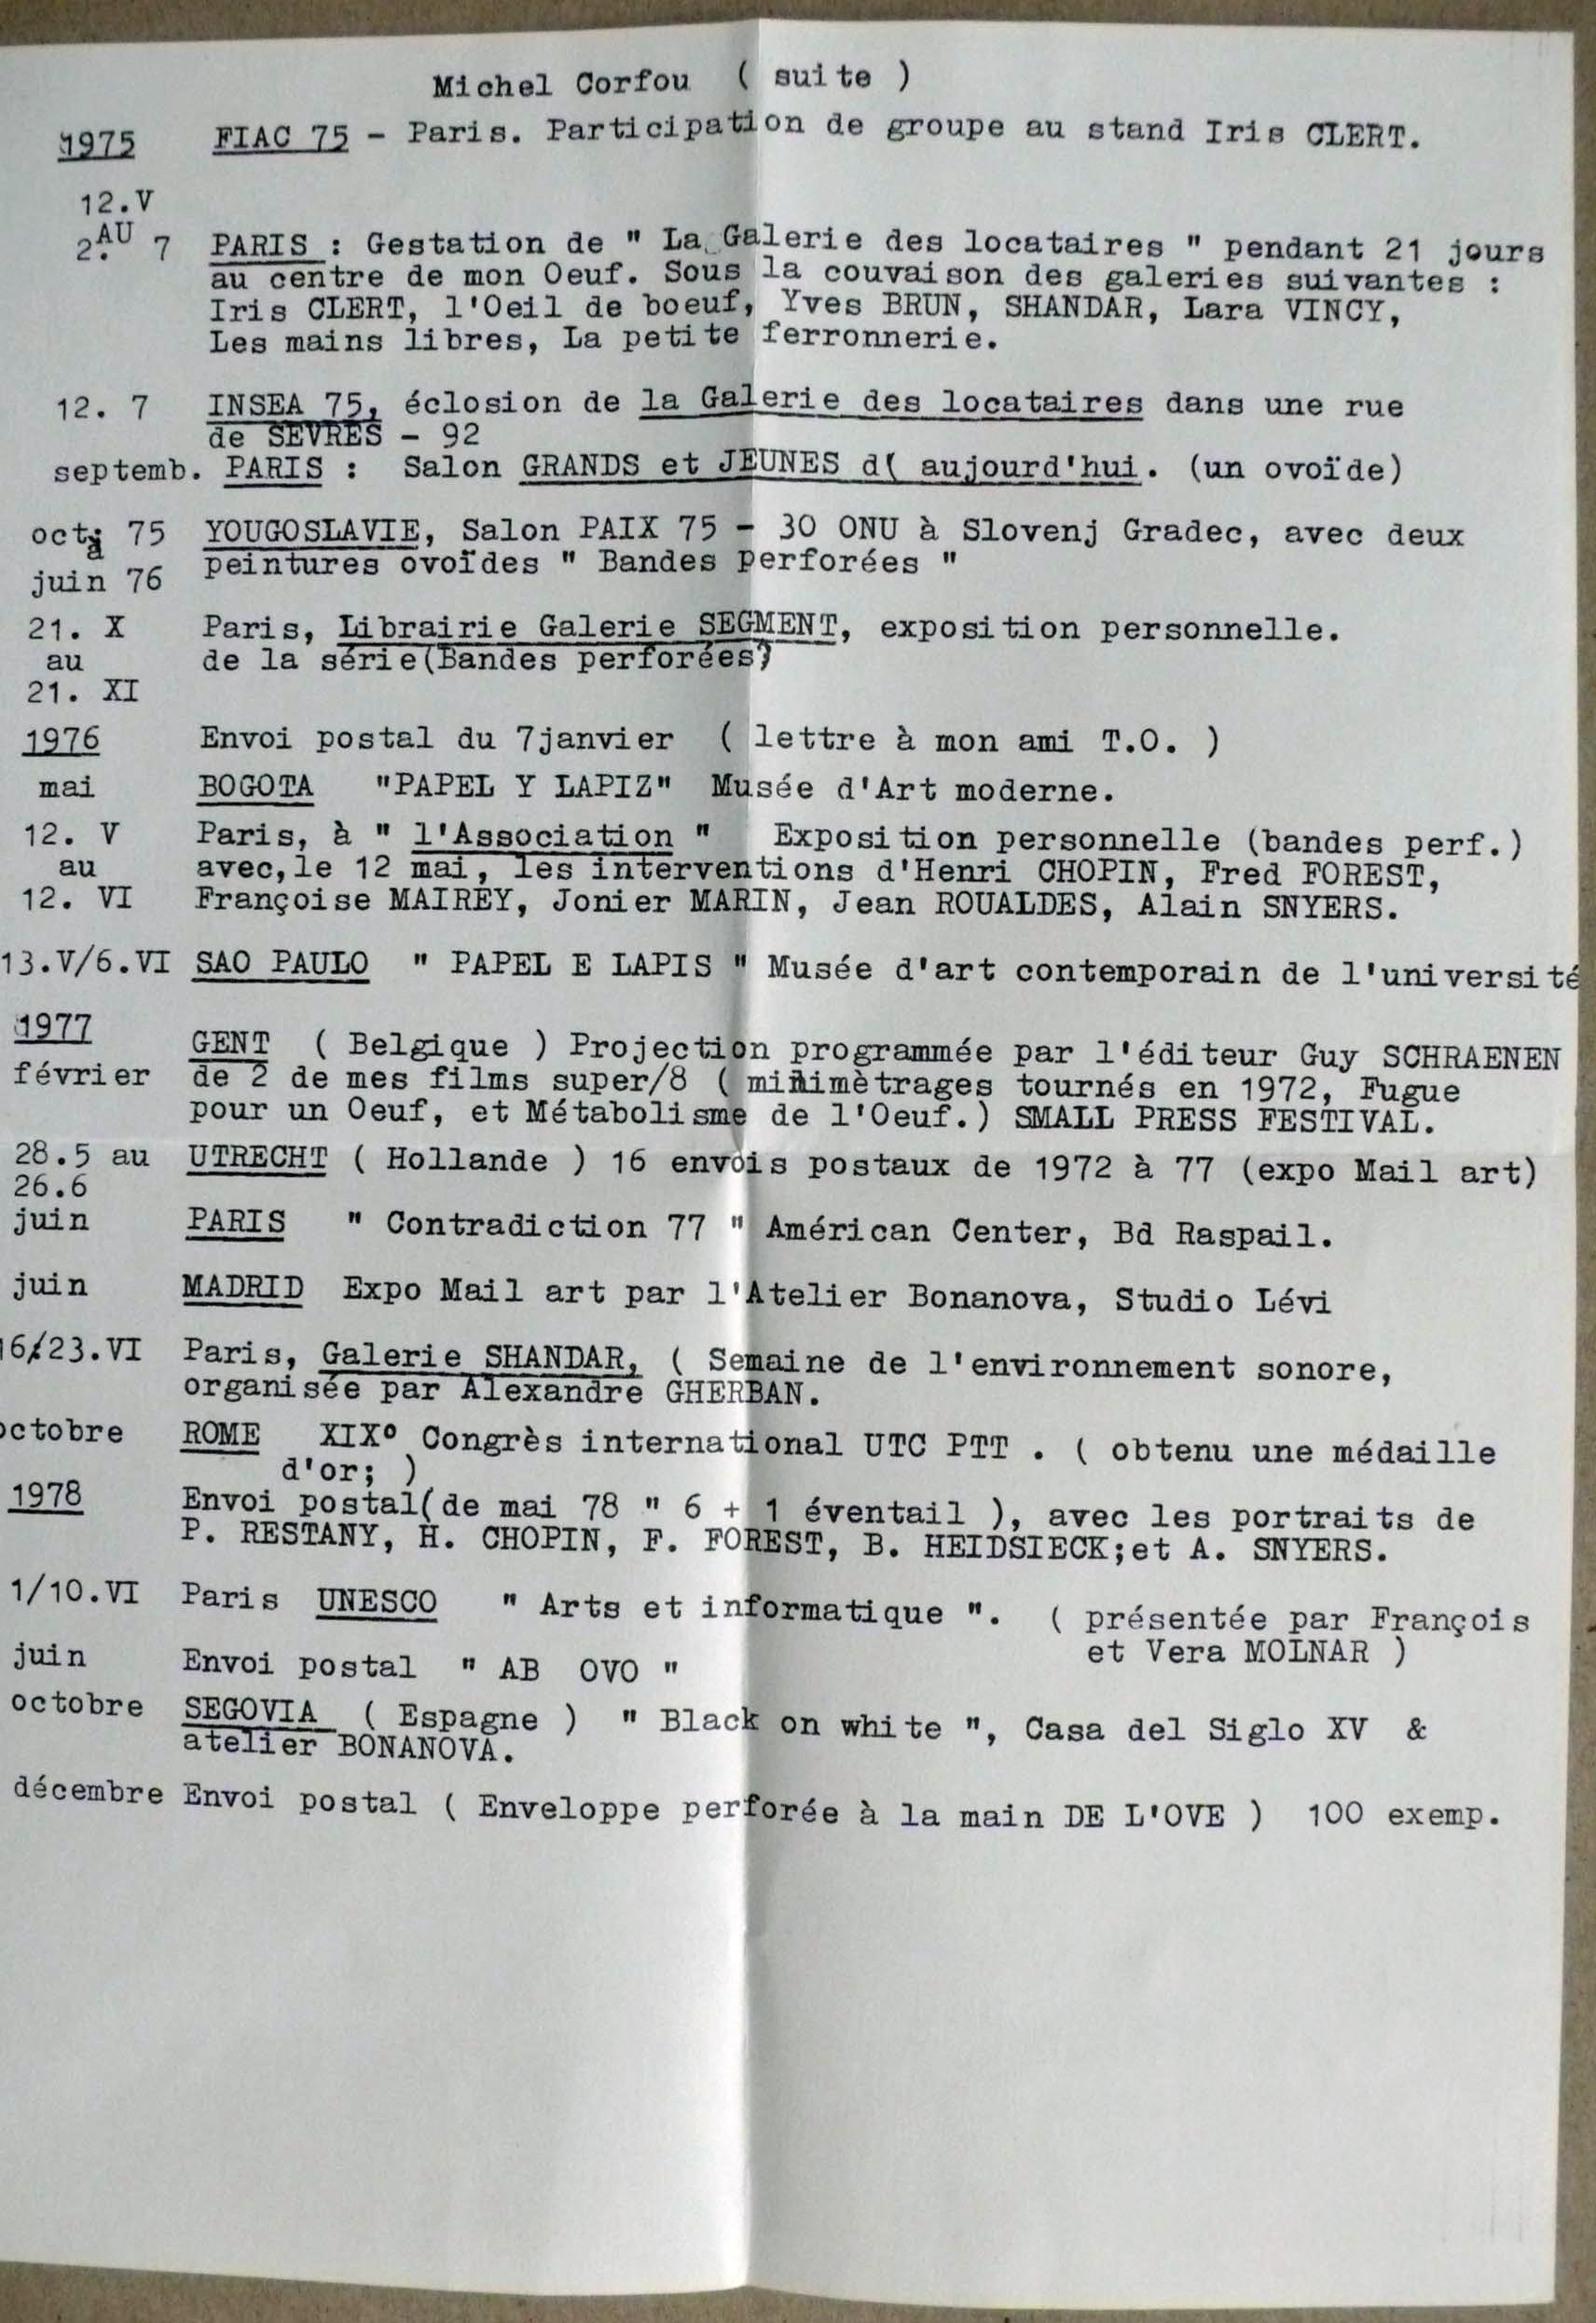 Michel Corfou ( suite )
1975 FIAC 75 - Paris. Participation de groupe au stand Iris CLERT.
12.V
AU
2. 7 PARIS : Gestation de " La Galerie des locataires " pendant 21 jours
au centre de mon Oeuf. Sous la couvaison des galeries suivantes :
Iris CLERT, l'Oeil de boeuf, Yves BRUN, SHANDAR, Lara VINCY,
Les mains libres, La petite ferronnerie.
12. 7 INSEA 75, éclosion de la Galerie des locataires dans une rue
de SEVRES - 92
septemb. PARIS : Salon GRANDS et JEUNES d( aujourd'hui. (un ovoïde)
oct 75 YOUGOSLAVIE, Salon PAIX 75 - 30 ONU à Slovenj Gradec, avec deux
à peintures ovoïdes " Bandes perforées "
juin 76
21. X Paris, Librairie Galerie SEGMENT, exposition personnelle.
au de la série(Bandes perforées)
21. XI
1976 Envoi postal du 7janvier ( lettre à mon ami T.O. )
mai BOGOTA "PAPEL Y LAPIZ" Musée d'Art moderne.
12. V Paris, à " l'Association " Exposition personnelle (bandes perf.)
au avec,le 12 mai, les interventions d'Henri CHOPIN, Fred FOREST,
12. VI Françoise MAIREY, Jonier MARIN, Jean ROUALDES, Alain SNYERS.
13.V/6.VI SAO PAULO " PAPEL E LAPIS " Musée d'art contemporain de l'université
1977
GENT ( Belgique ) Projection programmée par l'éditeur Guy SCHRAENEN
février de 2 de mes films super/8 ( minimètrages tournés en 1972, Fugue
pour un Oeuf, et Métabolisme de l'Oeuf.) SMALL PRESS FESTIVAL.
28.5 au UTRECHT ( Hollande ) 16 envois postaux de 1972 à 77 (expo Mail art)
26.6
juin PARIS " Contradiction 77 " Américan Center, Bd Raspail.
juin MADRID Expo Mail art par l'Atelier Bonanova, Studio Lévi
16/23.VI Paris, Galerie SHANDAR, ( Semaine de l'environnement sonore,
organisée par Alexandre GHERBAN.
octobre ROME XIX° Congrès international UTC PTT . ( obtenu une médaille
d'or; )
1978 Envoi postal(de mai 78 " 6 + 1 éventail ), avec les portraits de
P. RESTANY, H. CHOPIN, F. FOREST, B. HEIDSIECK;et A. SNYERS.
1/10.VI Paris UNESCO " Arts et informatique ". ( présentée par François
et Vera MOLNAR )
juin Envoi postal " AB OVO "
octobre SEGOVIA ( Espagne ) " Black on white ", Casa del Siglo XV &
atelier BONANOVA.
décembre Envoi postal ( Enveloppe perforée à la main DE L'OVE ) 100 exemp.